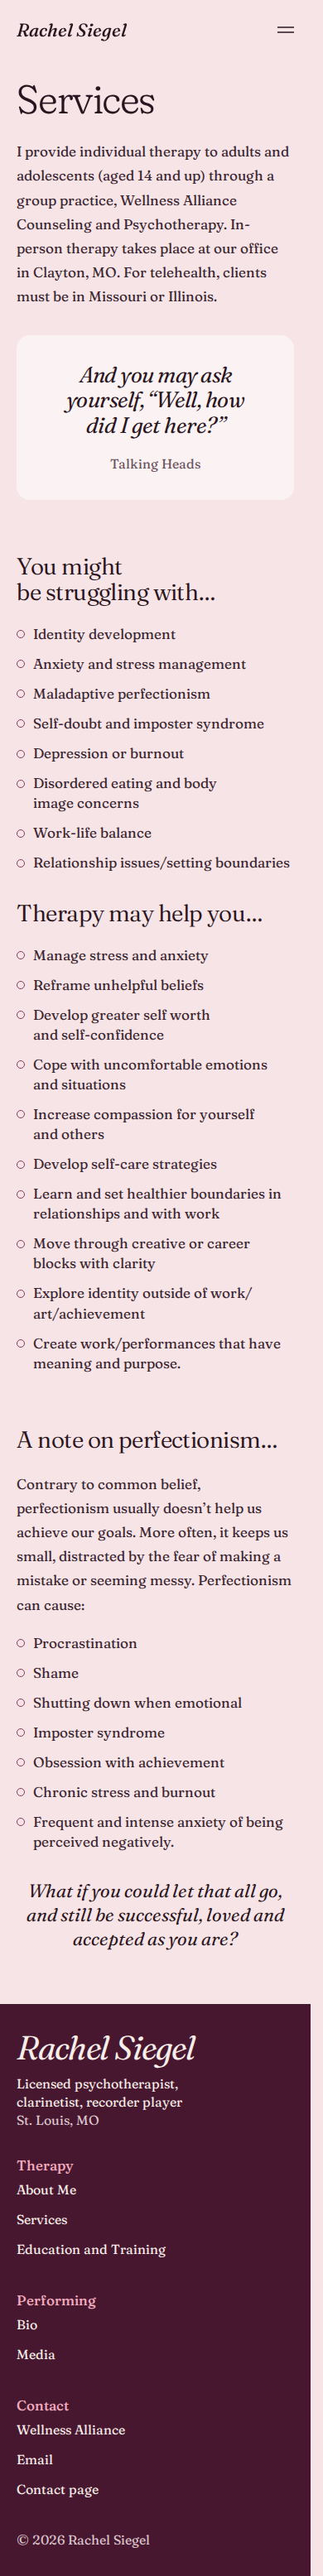 Rachel Siegel
Services
I provide individual therapy to adults and
adolescents (aged 14 and up) through a
group practice, Wellness Alliance
Counseling and Psychotherapy. In-
person therapy takes place at our office
in Clayton, MO. For telehealth, clients
must be in Missouri or Illinois.
And you may ask
yourself, “Well, how
did I get here?”
Talking Heads
You might
be struggling with...
Identity development
Anxiety and stress management
Maladaptive perfectionism
Self-doubt and imposter syndrome
Depression or burnout
Disordered eating and body
image concerns
Work-life balance
Relationship issues/setting boundaries
Therapy may help you...
Manage stress and anxiety
Reframe unhelpful beliefs
Develop greater self worth
and self-confidence
Cope with uncomfortable emotions
and situations
Increase compassion for yourself
and others
Develop self-care strategies
Learn and set healthier boundaries in
relationships and with work
Move through creative or career
blocks with clarity
Explore identity outside of work/
art/achievement
Create work/performances that have
meaning and purpose.
A note on perfectionism...
Contrary to common belief,
perfectionism usually doesn’t help us
achieve our goals. More often, it keeps us
small, distracted by the fear of making a
mistake or seeming messy. Perfectionism
can cause:
Procrastination
Shame
Shutting down when emotional
Imposter syndrome
Obsession with achievement
Chronic stress and burnout
Frequent and intense anxiety of being
perceived negatively.
What if you could let that all go,
and still be successful, loved and
accepted as you are?
Rachel Siegel
Licensed psychotherapist,
clarinetist, recorder player
St. Louis, MO
Therapy
About Me
Services
Education and Training
Performing
Bio
Media
Contact
Wellness Alliance
Email
Contact page
© 2026 Rachel Siegel